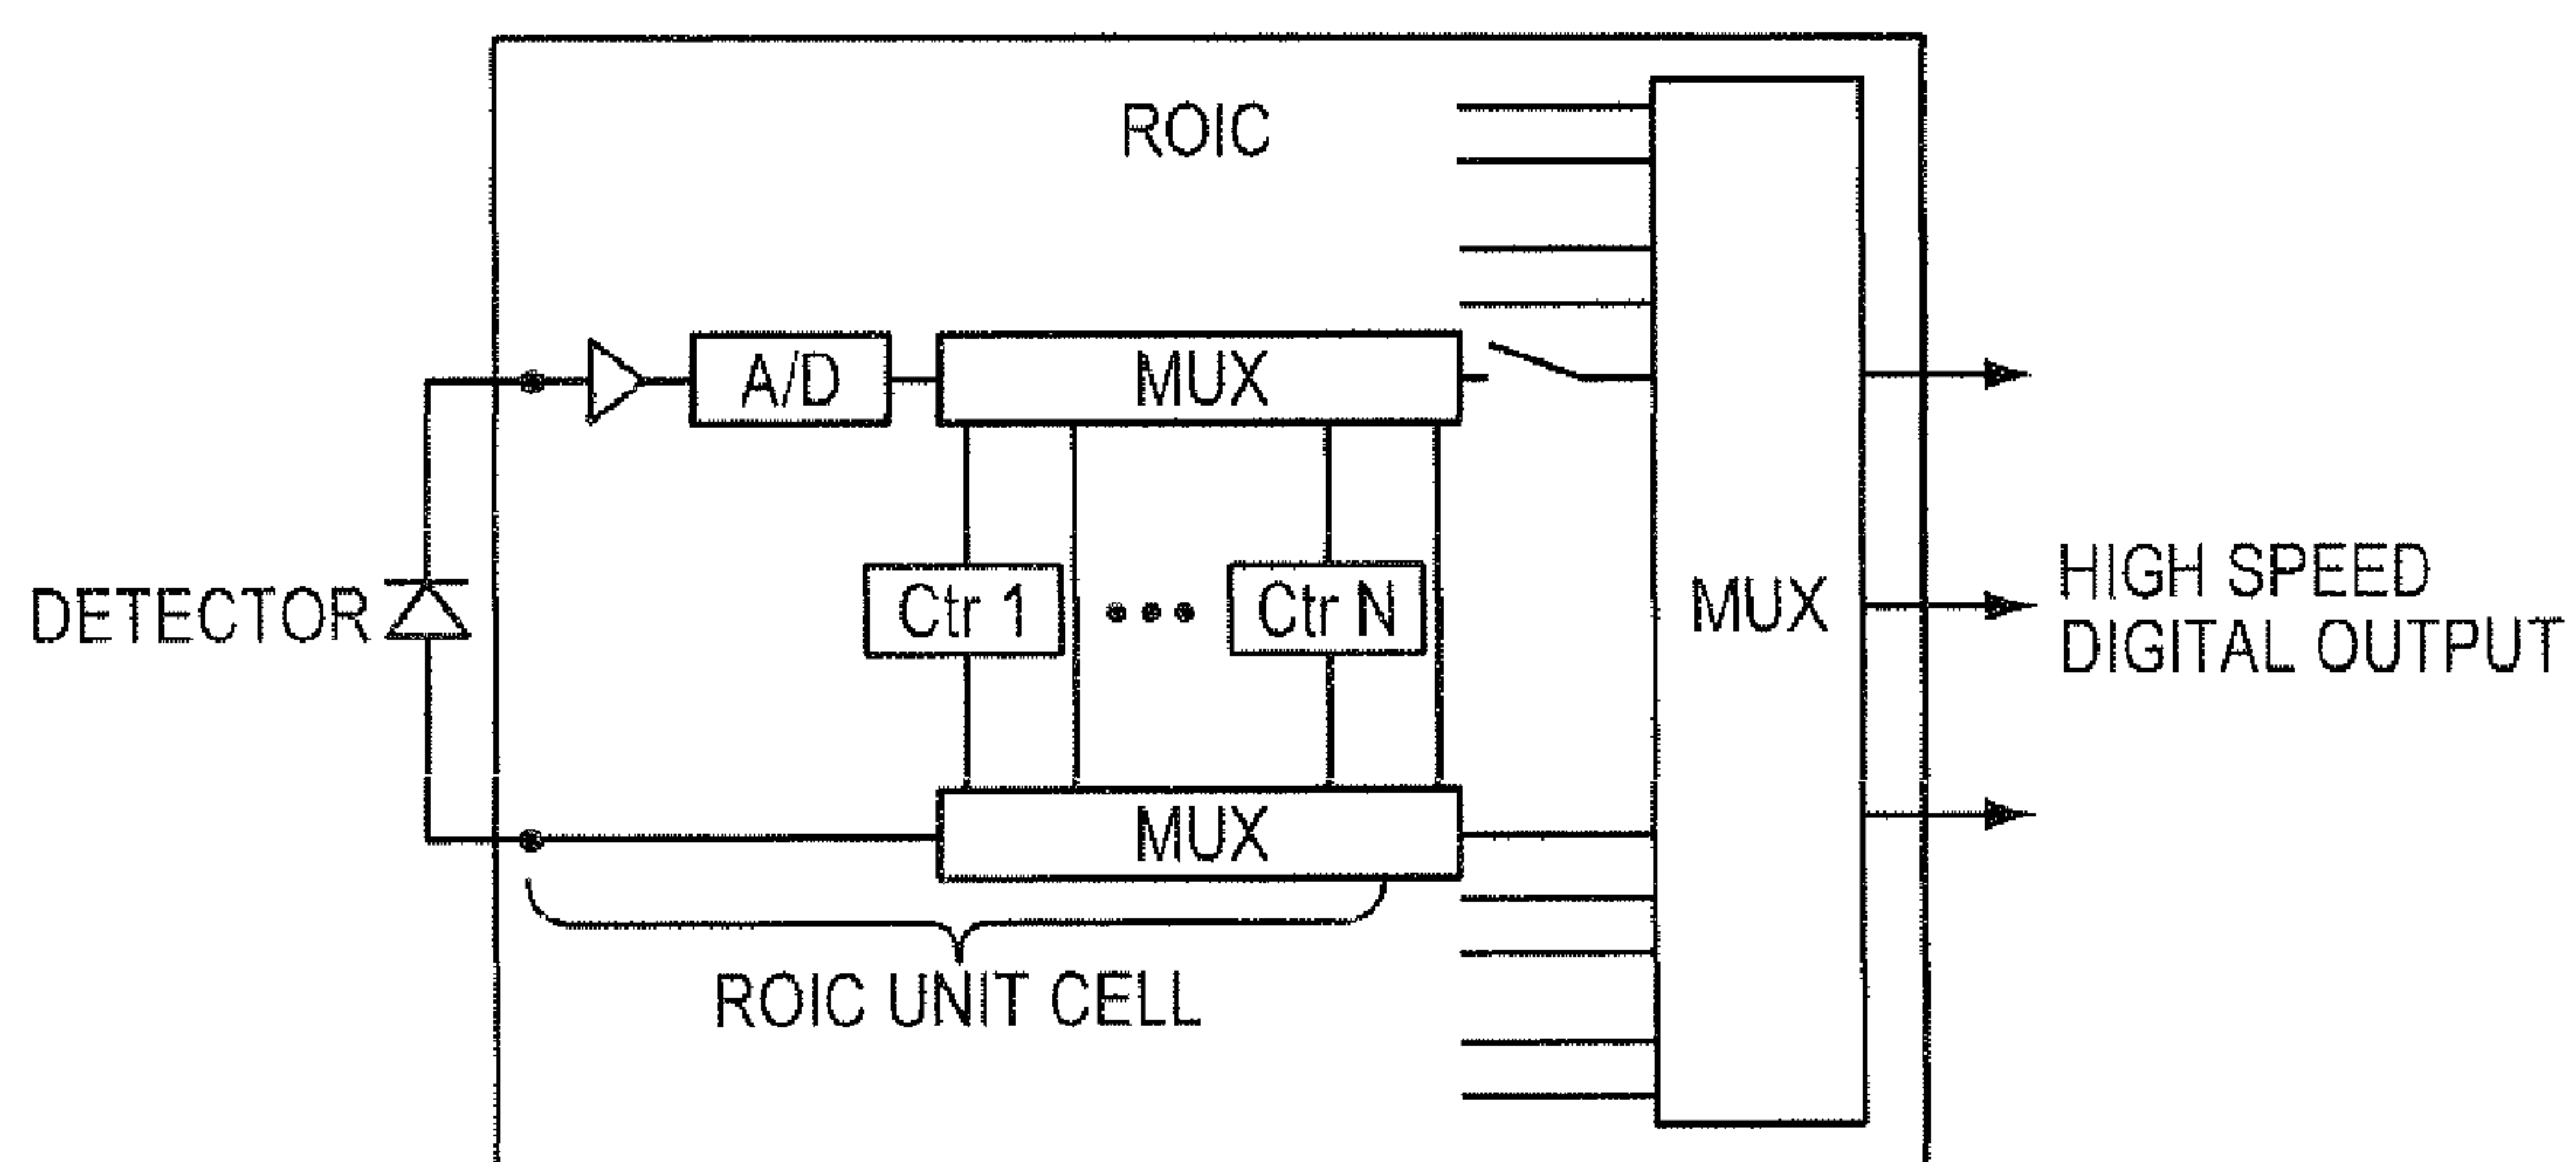 ROIC
A/D
MUX
DETECTOR
Ctr 1
Ctr N
MUX
HIGH SPEED
DIGITAL OUTPUT
MUX
ROIC UNIT CELL